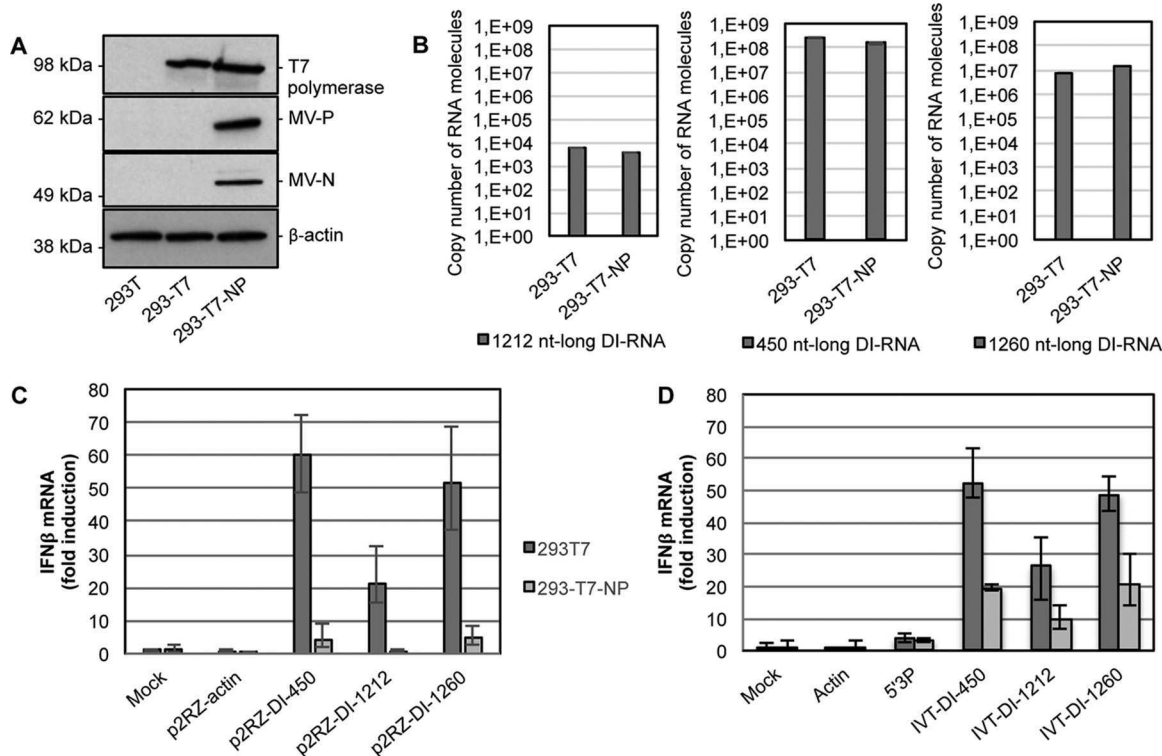 A
98 kDa
T7
polymerase
62 kDa
MV-P
MV-N
49 kDa
38 kDa
β-actin
293T
293-T7
293-T7-NP
B
Copy number of RNA molecules
1,E+09
1,E+08
1,E+07
1,E+06
1,E+05
1,E+04
1,E+03
1,E+02
1,E+01
1,E+00
293-T7
293-T7-NP
1212 nt-long DI-RNA
Copy number of RNA molecules
1,E+09
1,E+08
1,E+07
1,E+06
1,E+05
1,E+04
1,E+03
1,E+02
1,E+01
1,E+00
293-T7
293-T7-NP
450 nt-long DI-RNA
Copy number of RNA molecules
1,E+09
1,E+08
1,E+07
1,E+06
1,E+05
1,E+04
1,E+03
1,E+02
1,E+01
1,E+00
293-T7
293-T7-NP
1260 nt-long DI-RNA
C
IFNβ mRNA
(fold induction)
80
70
60
50
40
30
20
10
0
Mock
p2RZ-actin
p2RZ-DI-450
p2RZ-DI-1212
p2RZ-DI-1260
293T7
293-T7-NP
D
IFNβ mRNA
(fold induction)
80
70
60
50
40
30
20
10
0
Mock
Actin
5'3P
IVT-DI-450
IVT-DI-1212
IVT-DI-1260